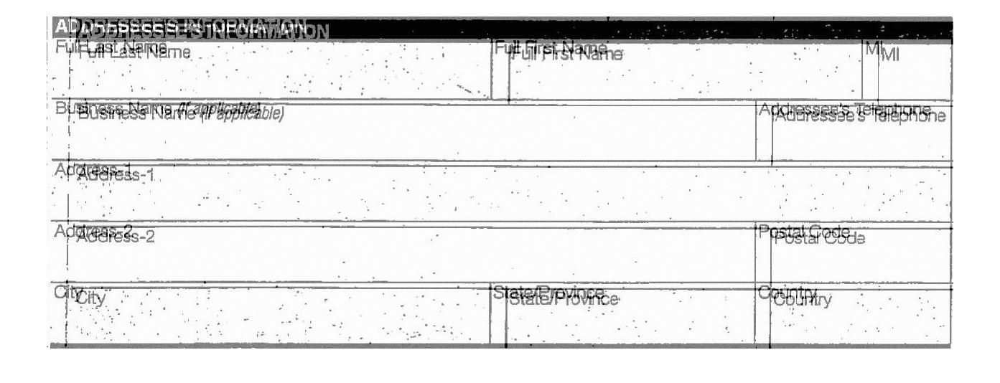 ADDRESSEE'S INFORMATION
Full Last Name Full First Name MI
Business Name (if applicable) Addressee's Telephone
Address-1
Address-2 Postal Code
City State/Province Country